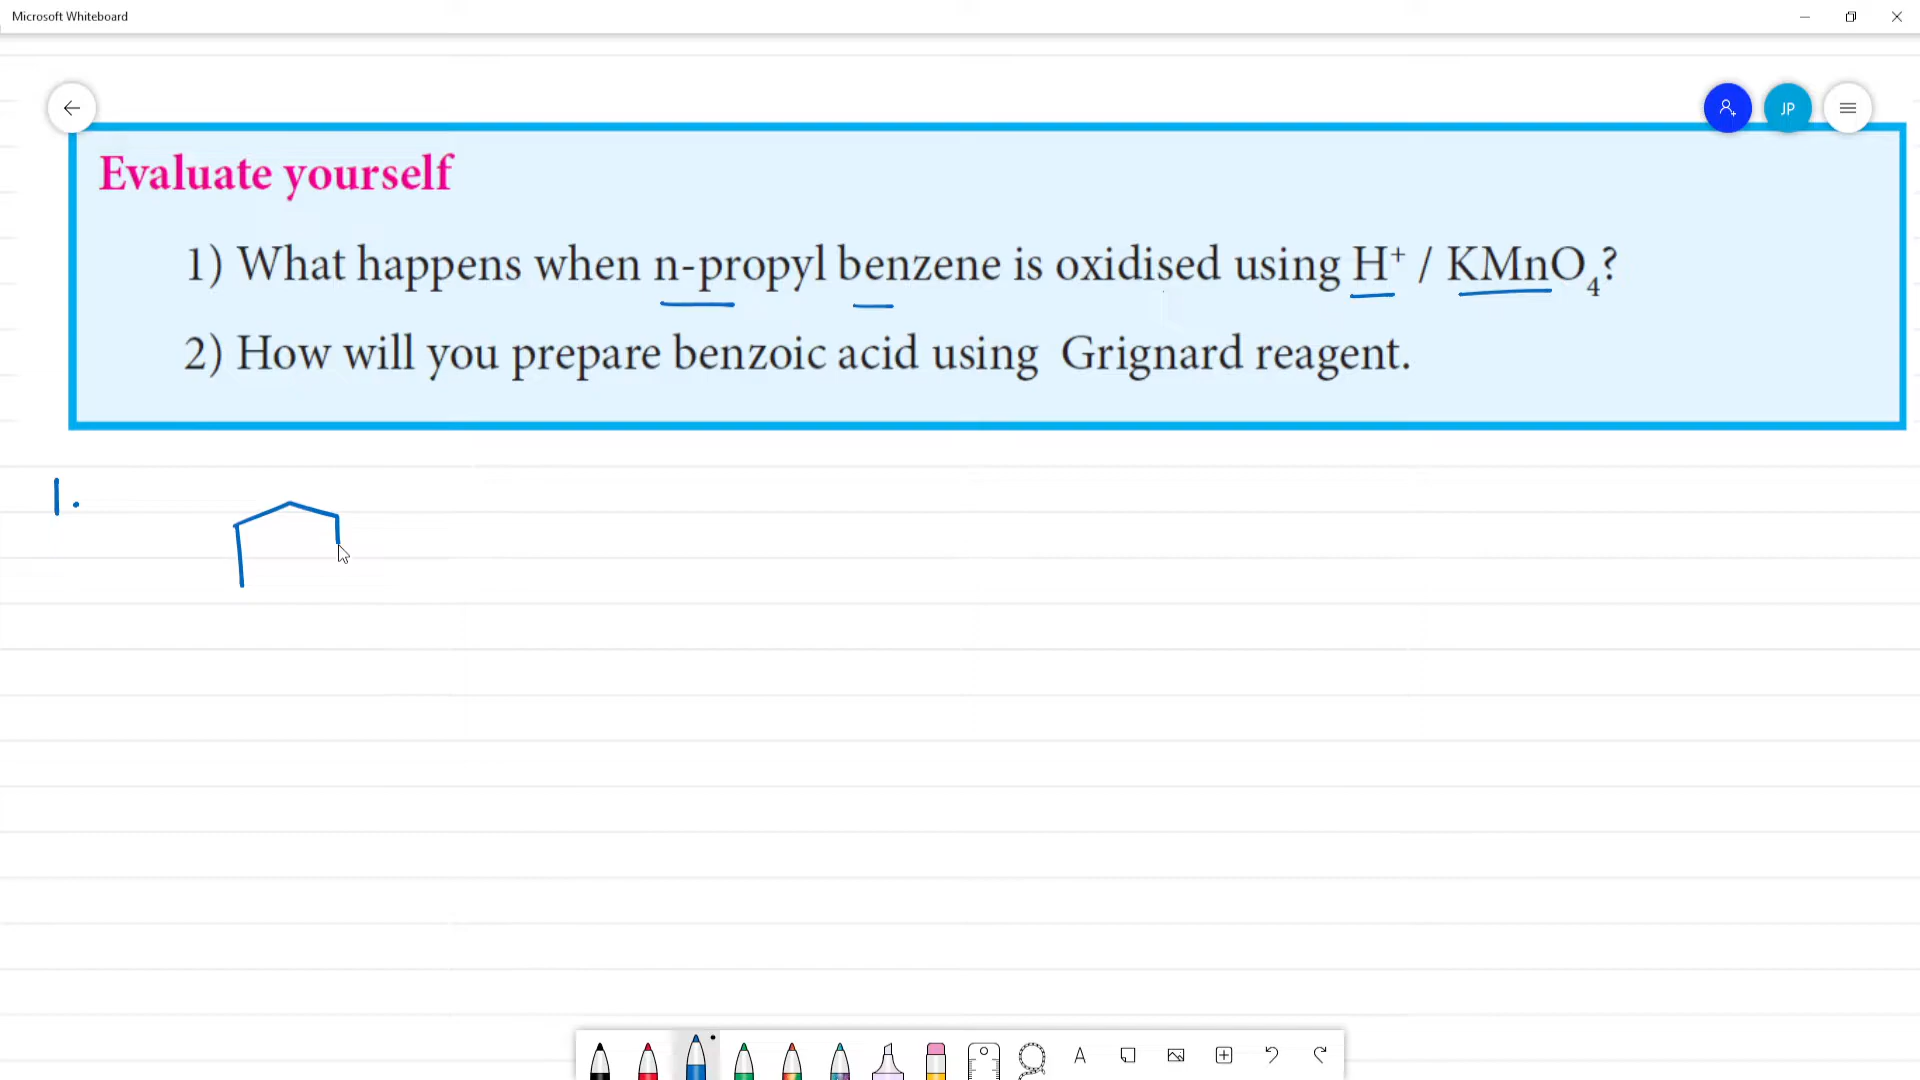 Microsoft Whiteboard
JP
Evaluate yourself
1) What happens when n-propyl benzene is oxidised using H⁺ / KMnO₄?
2) How will you prepare benzoic acid using Grignard reagent.
1.
A